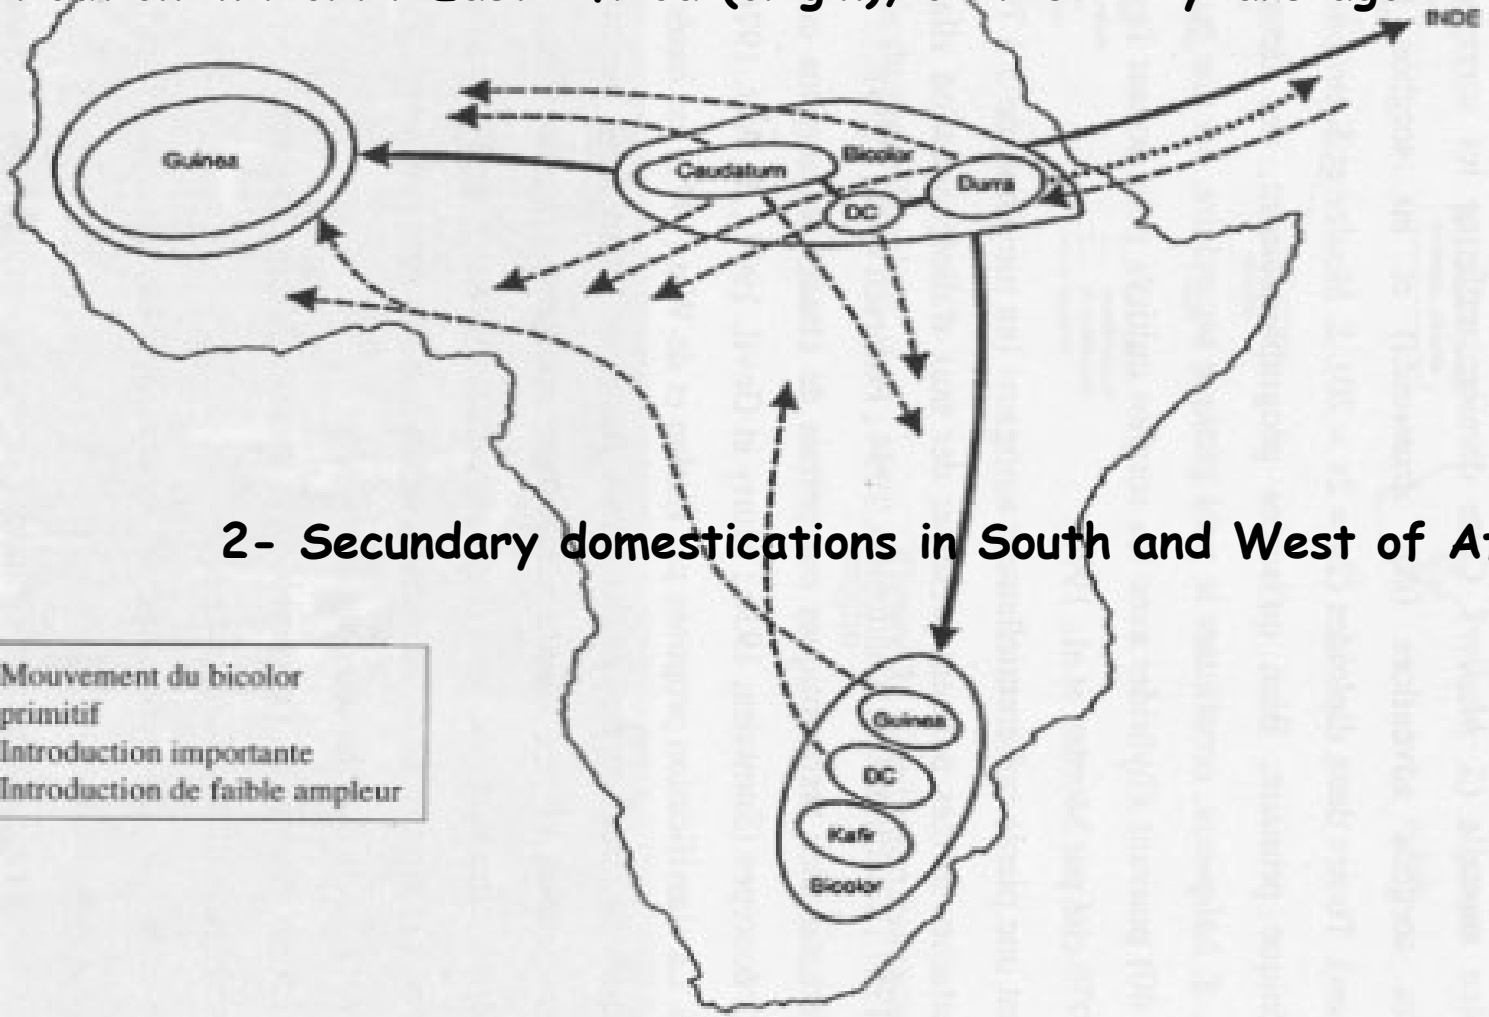 INDE
Guinea
Caudatum
Bicolor
Durra
DC
2- Secundary domestications in South and West of
Mouvement du bicolor
primitif
Introduction importante
Introduction de faible ampleur
Guinea
DC
Kafir
Bicolor